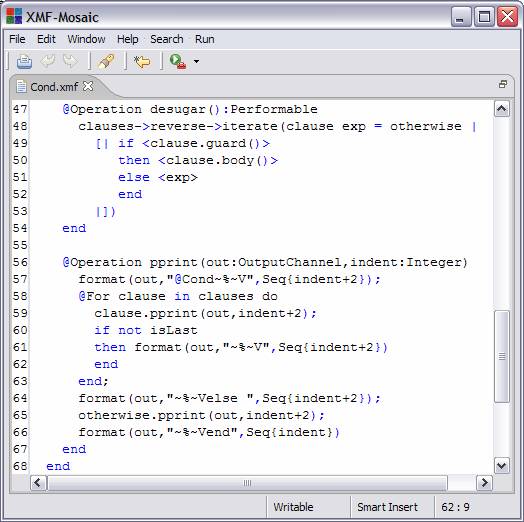 XMF-Mosaic
File Edit Window Help Search Run
Cond.xmf
47 @Operation desugar():Performable
48 clauses->reverse->iterate(clause exp = otherwise |
49 [| if <clause.guard()>
50 then <clause.body()>
51 else <exp>
52 end
53 |])
54 end
55
56 @Operation pprint(out:OutputChannel,indent:Integer)
57 format(out,"@Cond~%~V",Seq{indent+2});
58 @For clause in clauses do
59 clause.pprint(out,indent+2);
60 if not isLast
61 then format(out,"~%~V",Seq{indent+2})
62 end
63 end;
64 format(out,"~%~Velse ",Seq{indent+2});
65 otherwise.pprint(out,indent+2);
66 format(out,"~%~Vend",Seq{indent})
67 end
68 end
Writable Smart Insert 62 : 9